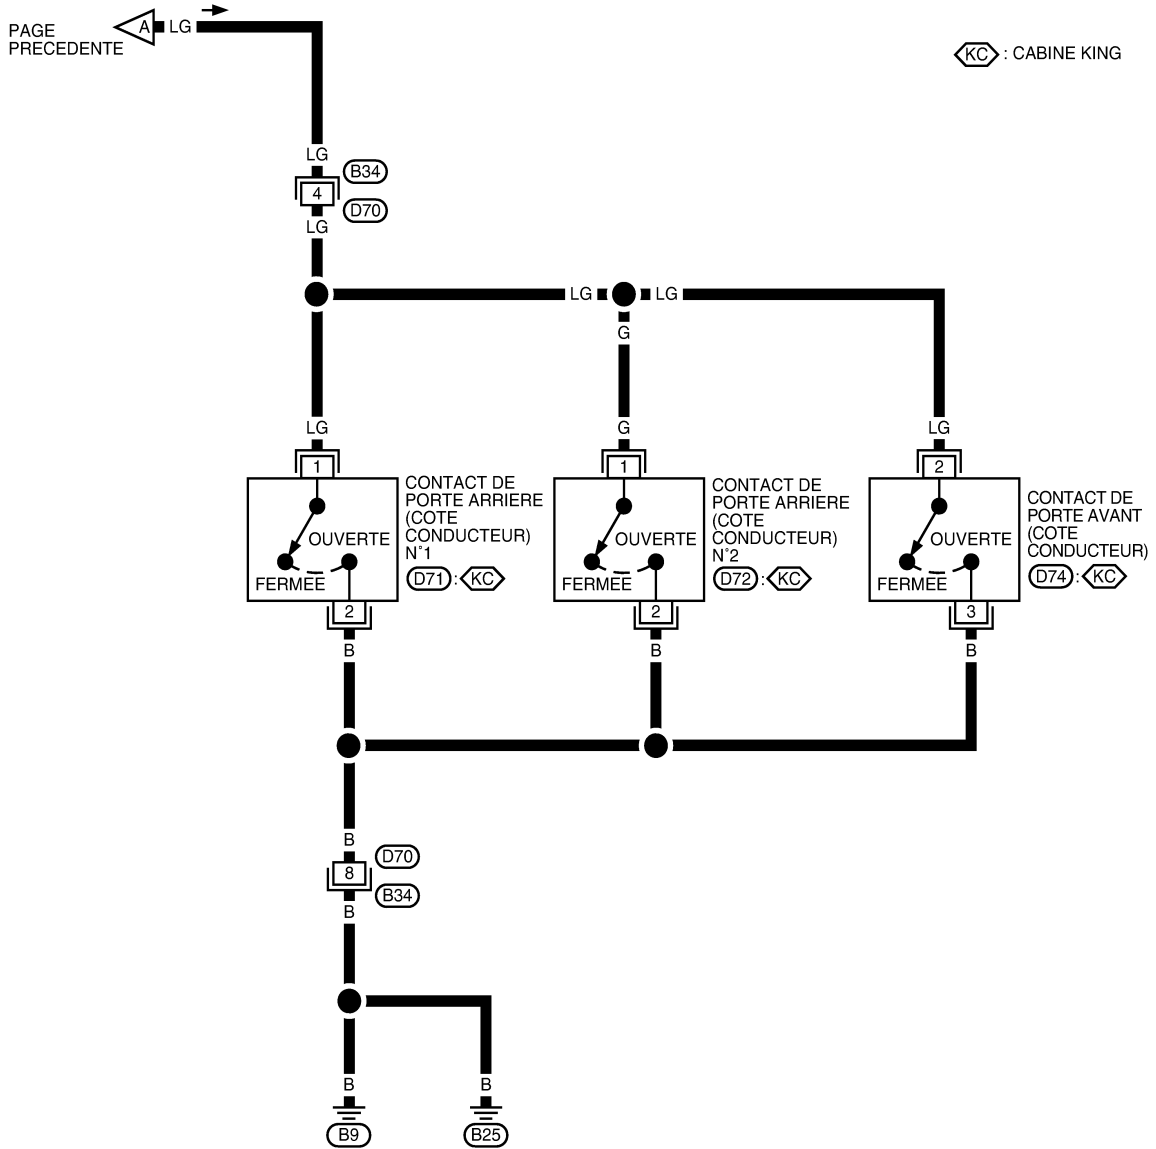 PAGE
PRECEDENTE
A
LG
KC : CABINE KING
LG
B34
4
D70
LG
LG
LG
G
LG
G
LG
1
1
2
CONTACT DE
PORTE ARRIERE
(COTE
CONDUCTEUR)
N°1
D71 : KC
OUVERTE
FERMEE
CONTACT DE
PORTE ARRIERE
(COTE
CONDUCTEUR)
N°2
D72 : KC
OUVERTE
FERMEE
CONTACT DE
PORTE AVANT
(COTE
CONDUCTEUR)
D74 : KC
OUVERTE
FERMEE
2
2
3
B
B
B
B
D70
8
B34
B
B
B
B9
B25